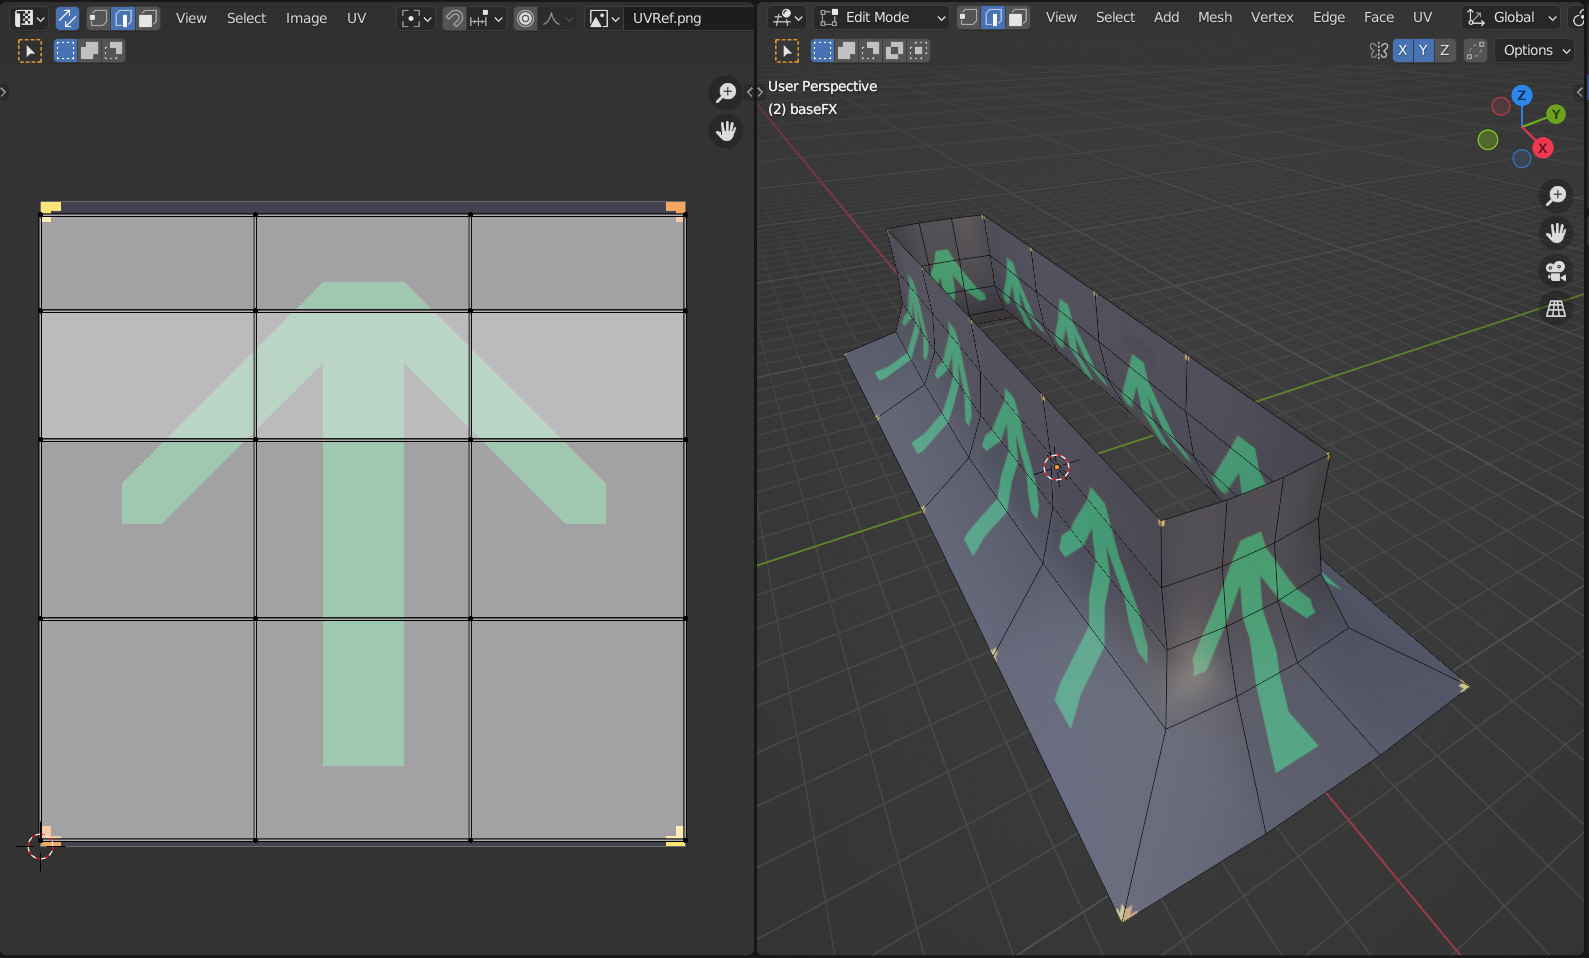 View Select Image UV UVRef.png
Edit Mode View Select Add Mesh Vertex Edge Face UV Global
X Y Z Options
User Perspective
(2) baseFX
Z
Y
X